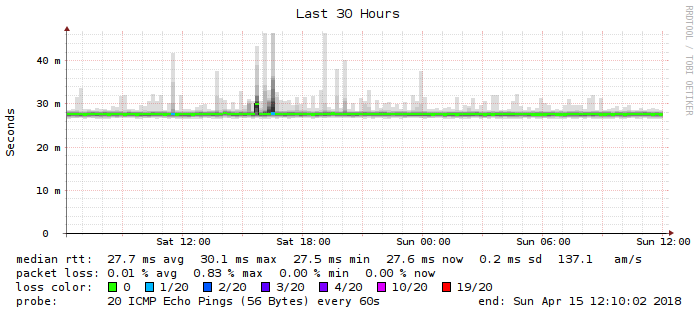 Last 30 Hours
RRDTOOL / TOBI OETIKER
Seconds
40 m
30 m
20 m
10 m
0
Sat 12:00 Sat 18:00 Sun 00:00 Sun 06:00 Sun 12:00
median rtt: 27.7 ms avg 30.1 ms max 27.5 ms min 27.6 ms now 0.2 ms sd 137.1 am/s
packet loss: 0.01 % avg 0.83 % max 0.00 % min 0.00 % now
loss color: 0 1/20 2/20 3/20 4/20 10/20 19/20
probe: 20 ICMP Echo Pings (56 Bytes) every 60s end: Sun Apr 15 12:10:02 2018